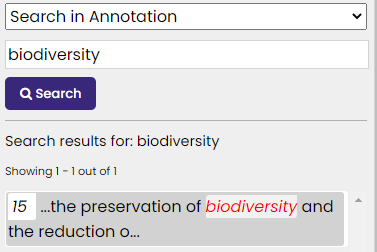 Search in Annotation
biodiversity
Search
Search results for: biodiversity
Showing 1 - 1 out of 1
15 ...the preservation of biodiversity and
the reduction o...